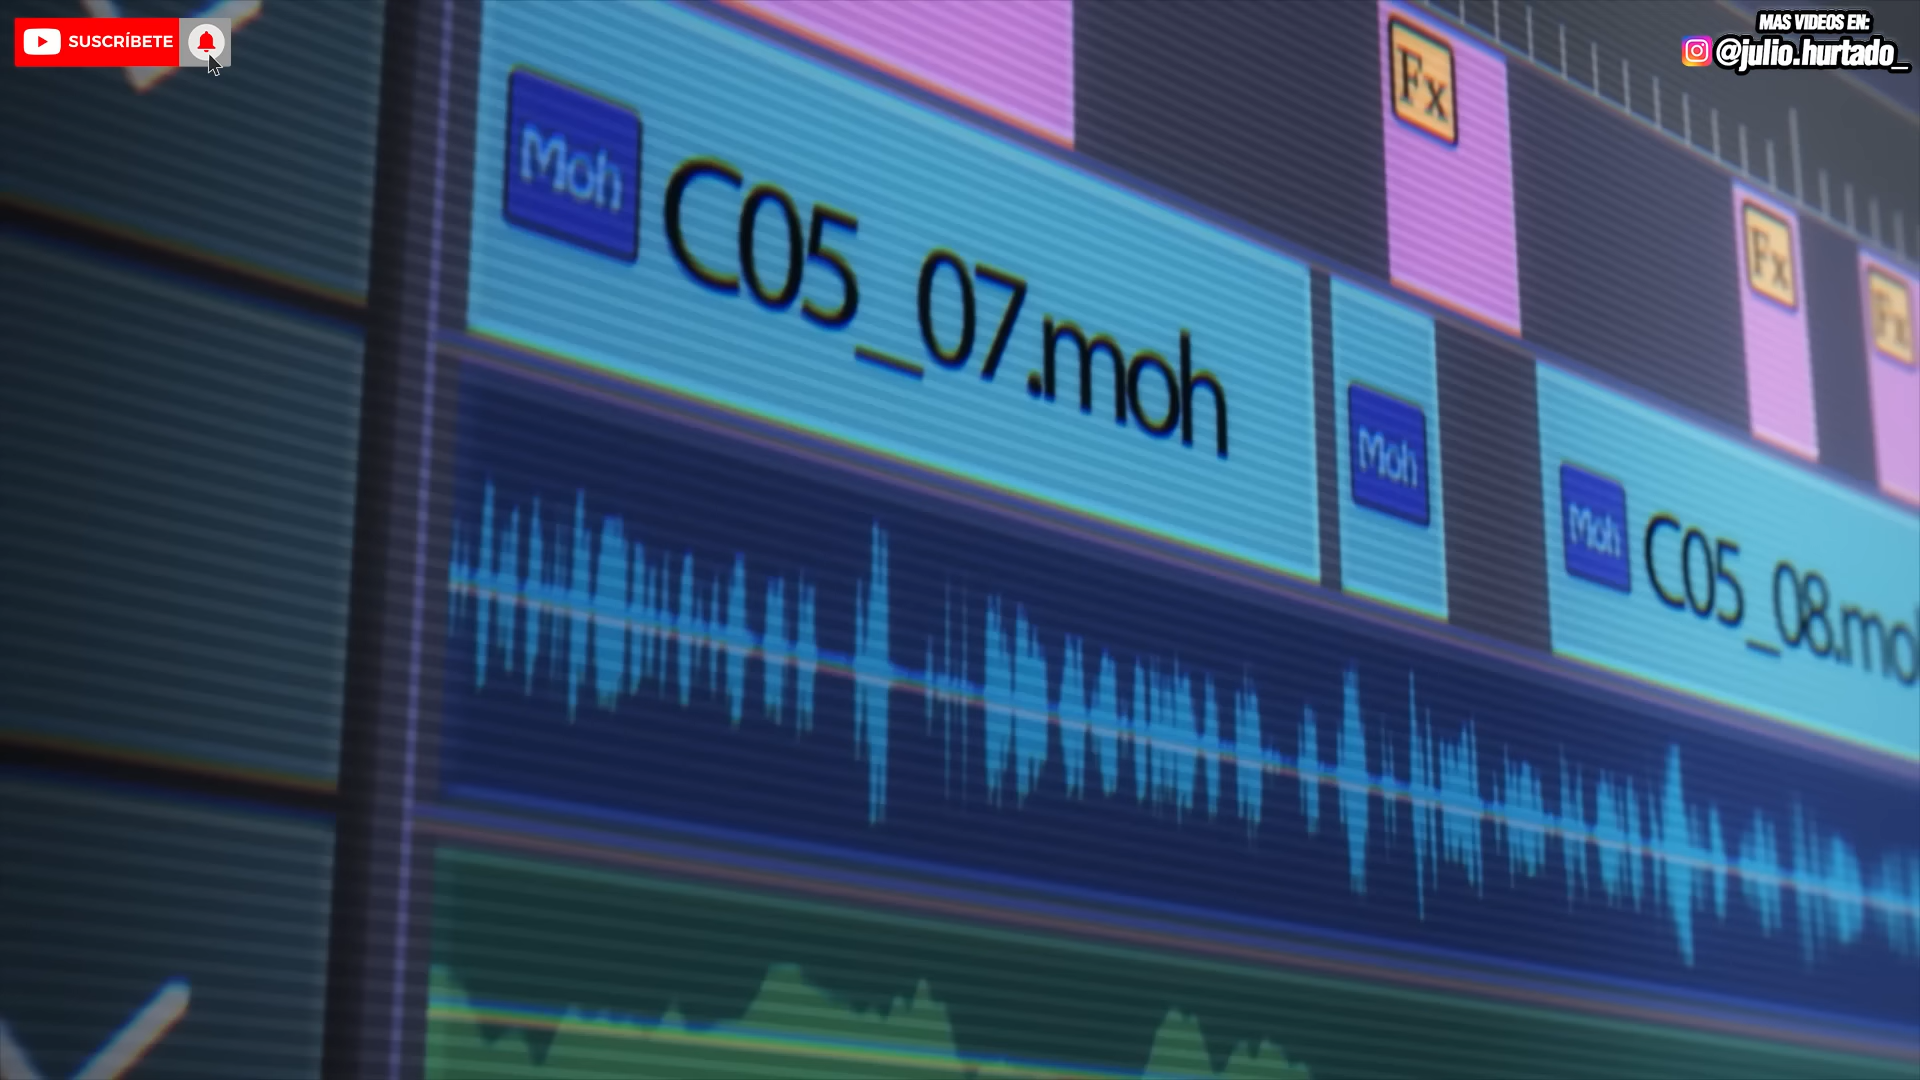 SUSCRÍBETE
MAS VIDEOS EN:
@julio.hurtado_
Fx
Moh
C05_07.moh
Fx
Fx
Moh
Moh
C05_08.mo